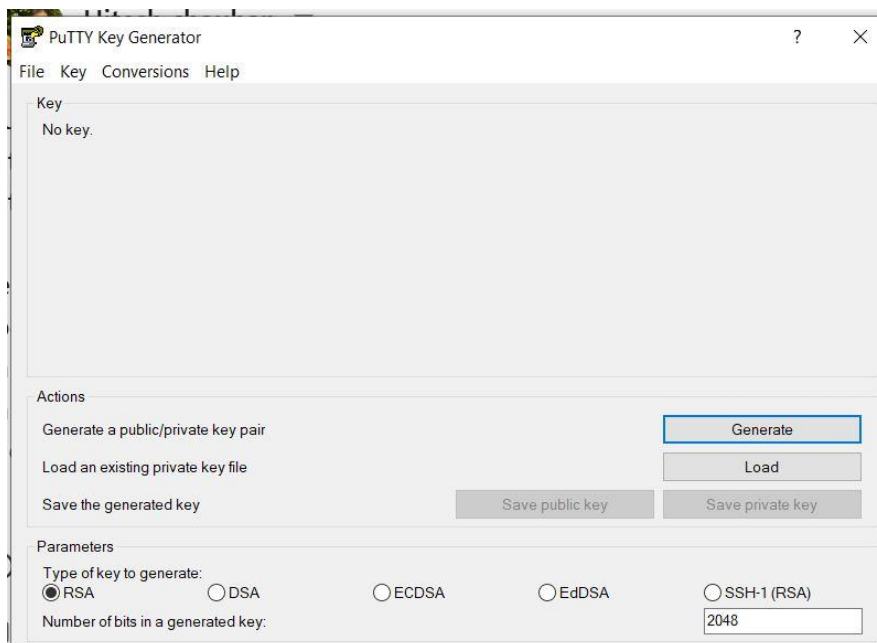 PuTTY Key Generator ?
File Key Conversions Help
Key
No key.
Actions
Generate a public/private key pair Generate
Load an existing private key file Load
Save the generated key Save public key Save private key
Parameters
Type of key to generate:
RSA DSA ECDSA EdDSA SSH-1 (RSA)
Number of bits in a generated key: 2048